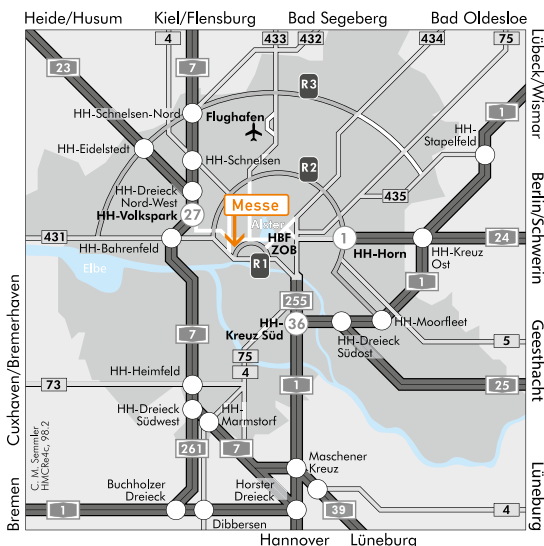 Heide/Husum
Kiel/Flensburg
Bad Segeberg
Bad Oldesloe
4
433
432
434
75
23
7
R3
1
Lübeck/Wismar
HH-Schnelsen-Nord
Flughafen
HH-
Stapelfeld
HH-Eidelstedt
HH-Schnelsen
R2
HH-Dreieck
Nord-West
435
Berlin/Schwerin
HH-Volkspark
27
Messe
Alster
431
HBF
ZOB
1
24
HH-Bahrenfeld
HH-Horn
HH-Kreuz
Ost
Elbe
R1
1
255
HH-
Kreuz Süd
36
HH-Moorfleet
7
HH-Dreieck
Südost
5
Geesthacht
75
4
Cuxhaven/Bremerhaven
HH-Heimfeld
73
1
25
HH-Dreieck
Südwest
HH-
Marmstorf
C. M. Semmler
HMCRe4c, 98.2
261
7
Maschener
Kreuz
Buchholzer
Dreieck
Horster
Dreieck
Lüneburg
Bremen
1
Dibbersen
39
4
Hannover
Lüneburg